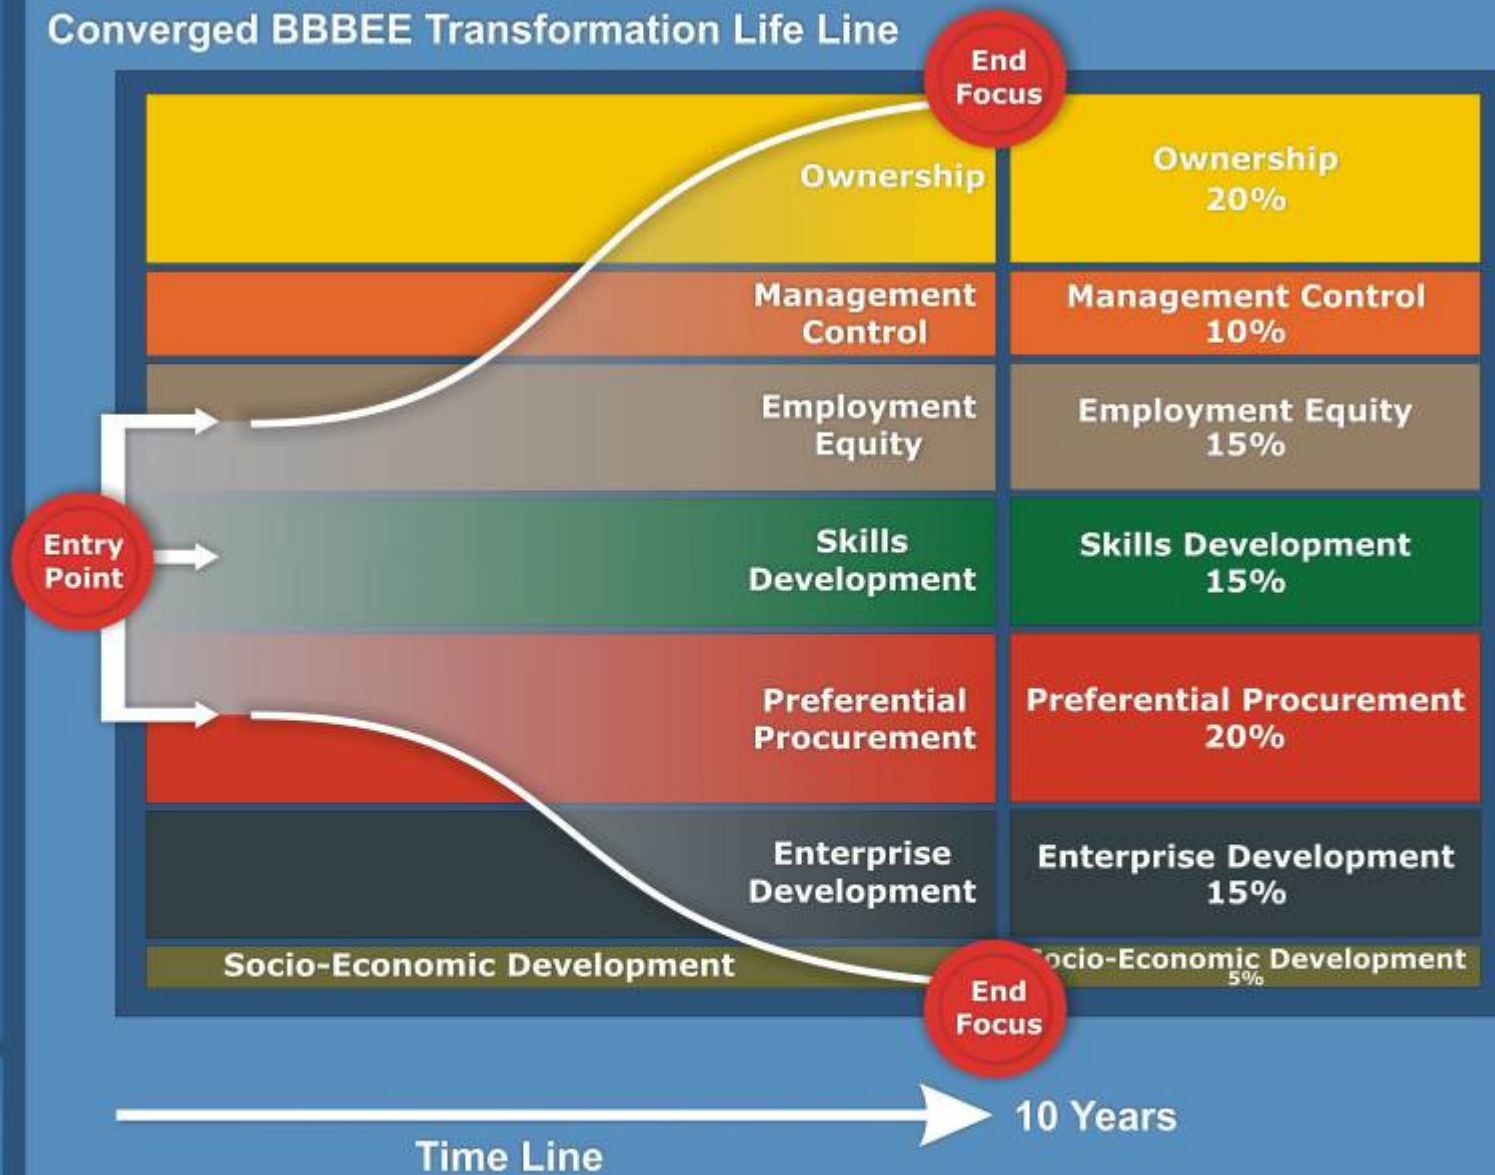 Converged BBBEE Transformation Life Line
End
Focus
Ownership
Ownership
20%
Management
Control
Management Control
10%
Employment
Equity
Employment Equity
15%
Entry
Point
Skills
Development
Skills Development
15%
Preferential
Procurement
Preferential Procurement
20%
Enterprise
Development
Enterprise Development
15%
Socio-Economic Development
ocio-Economic Development
5%
End
Focus
10 Years
Time Line